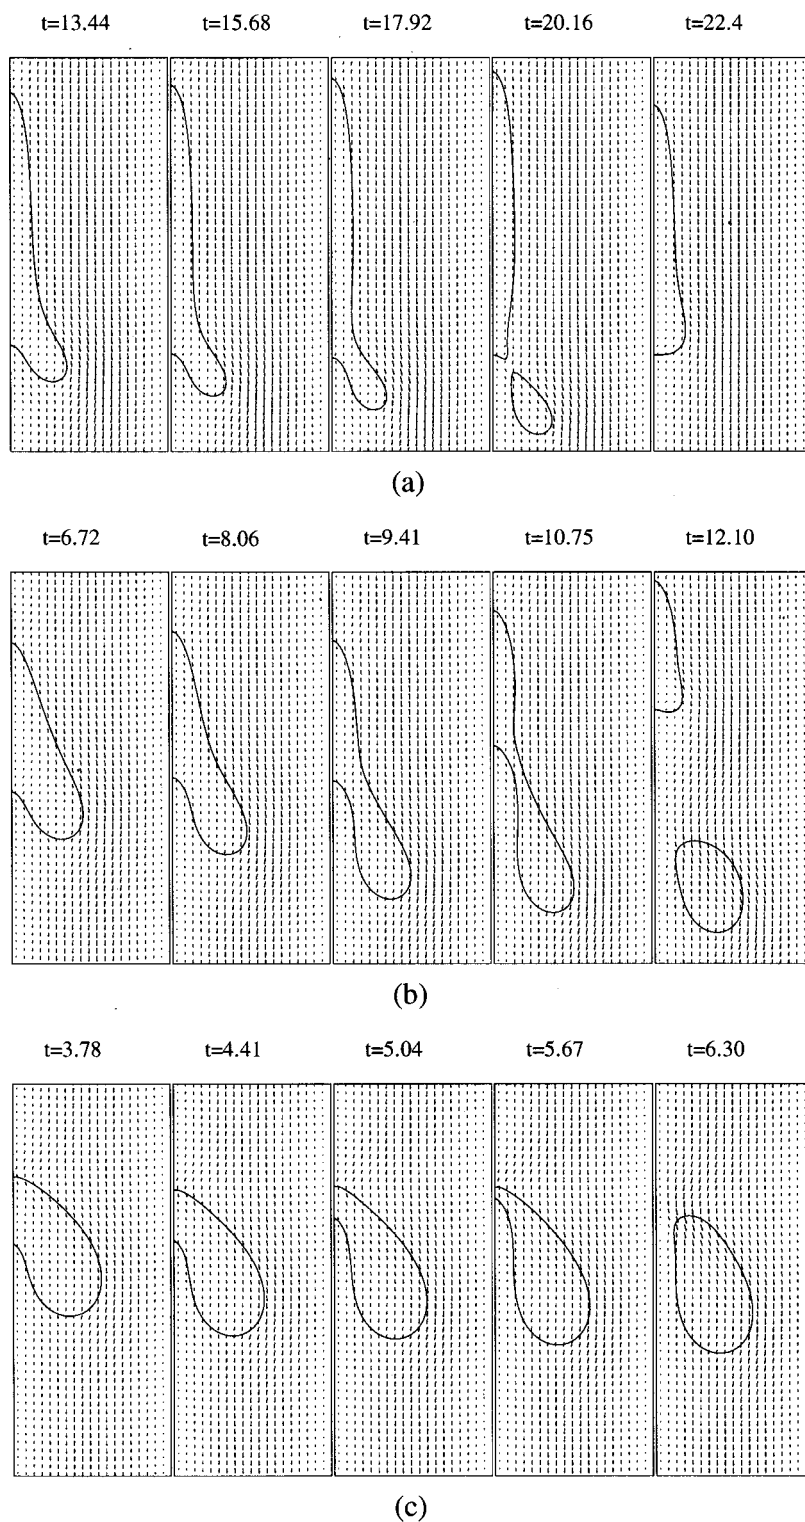 t=13.44 t=15.68 t=17.92 t=20.16 t=22.4
(a)
t=6.72 t=8.06 t=9.41 t=10.75 t=12.10
(b)
t=3.78 t=4.41 t=5.04 t=5.67 t=6.30
(c)